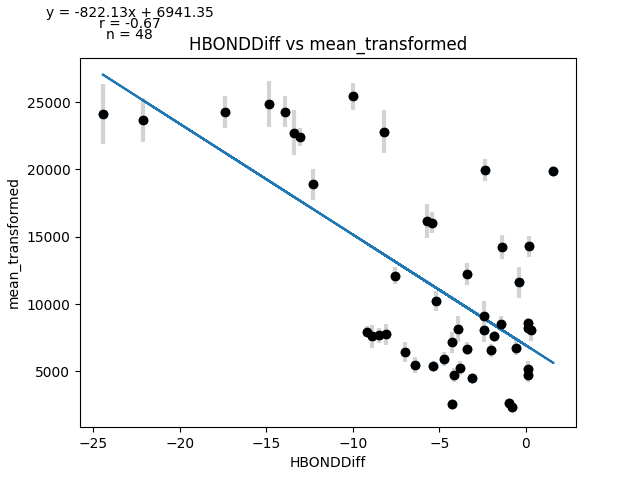 y = -822.13x + 6941.35
r = -0.67
n = 48
HBONDDiff vs mean_transformed
mean_transformed
25000
20000
15000
10000
5000
−25
−20
−15
−10
−5
0
HBONDDiff